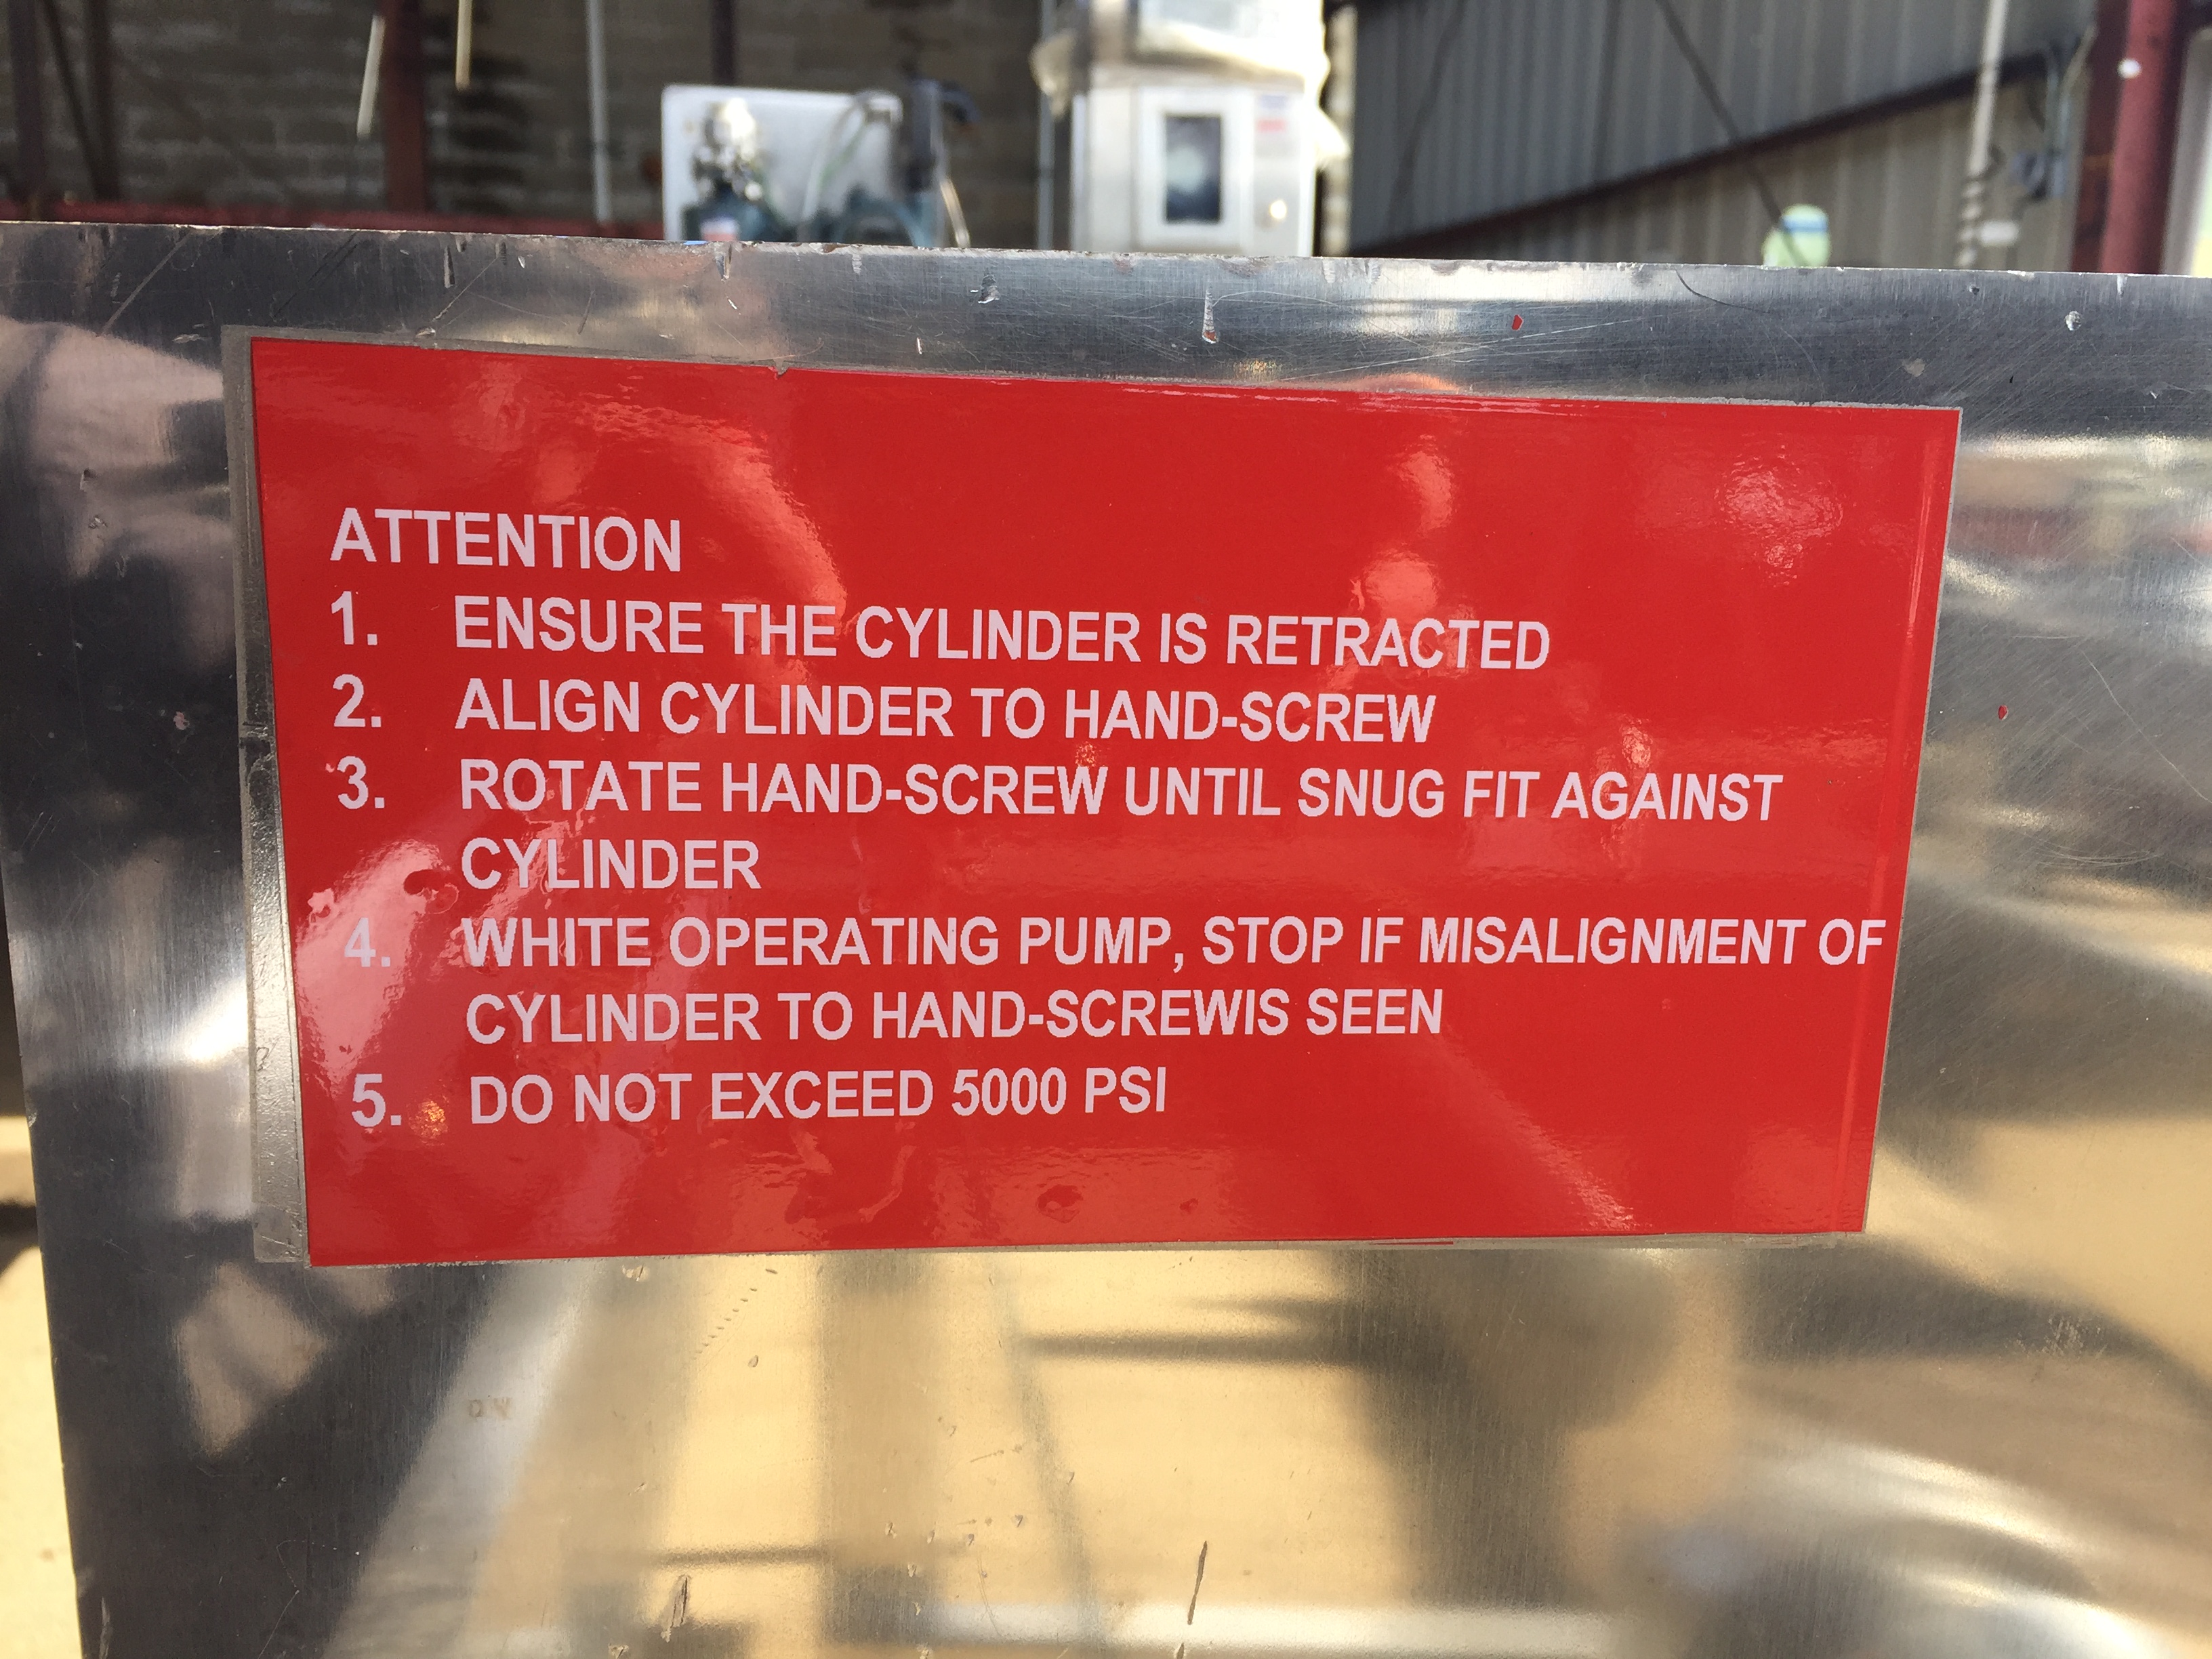 ATTENTION
1. ENSURE THE CYLINDER IS RETRACTED
2. ALIGN CYLINDER TO HAND-SCREW
3. ROTATE HAND-SCREW UNTIL SNUG FIT AGAINST
CYLINDER
4. WHITE OPERATING PUMP, STOP IF MISALIGNMENT OF
CYLINDER TO HAND-SCREWIS SEEN
5. DO NOT EXCEED 5000 PSI